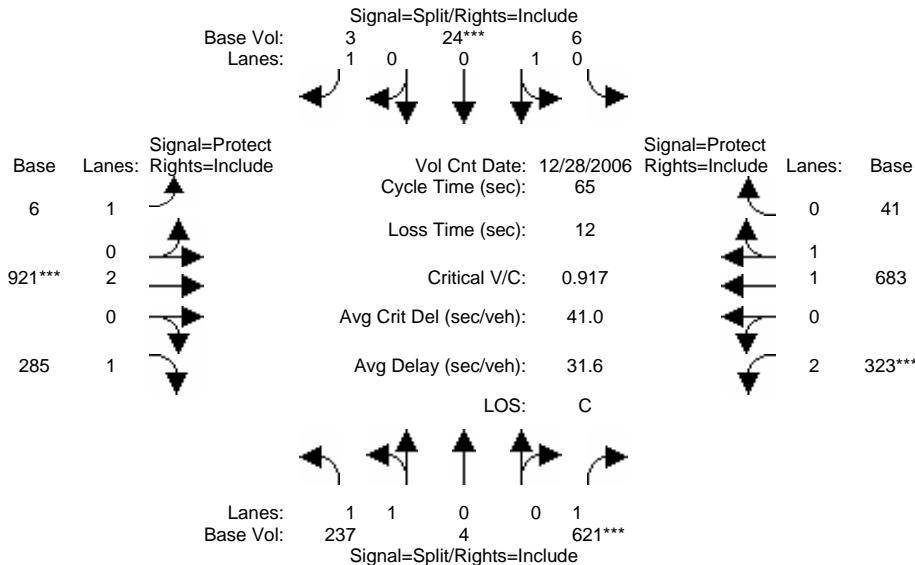 Signal=Split/Rights=Include
Base Vol: 3 24*** 6
Lanes: 1 0 0 1 0
Signal=Protect Signal=Protect
Base Lanes: Rights=Include Vol Cnt Date: 12/28/2006 Rights=Include Lanes: Base
Cycle Time (sec): 65
6 1 0 41
Loss Time (sec): 12
0 1
921*** 2 Critical V/C: 0.917 1 683
0 Avg Crit Del (sec/veh): 41.0 0
285 1 Avg Delay (sec/veh): 31.6 2 323***
LOS: C
Lanes: 1 1 0 0 1
Base Vol: 237 4 621***
Signal=Split/Rights=Include